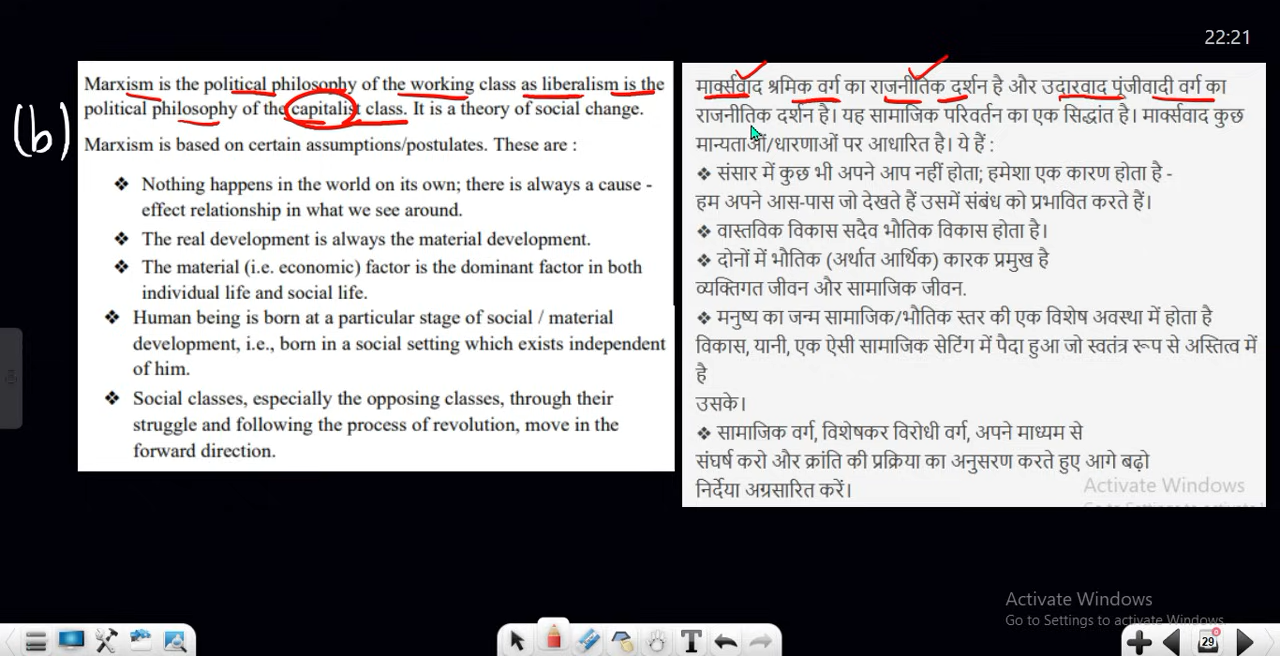 22:21
(b)
Marxism is the political philosophy of the working class as liberalism is the
political philosophy of the capitalist class. It is a theory of social change.
Marxism is based on certain assumptions/postulates. These are :
❖ Nothing happens in the world on its own; there is always a cause -
effect relationship in what we see around.
❖ The real development is always the material development.
❖ The material (i.e. economic) factor is the dominant factor in both
individual life and social life.
❖ Human being is born at a particular stage of social / material
development, i.e., born in a social setting which exists independent
of him.
❖ Social classes, especially the opposing classes, through their
struggle and following the process of revolution, move in the
forward direction.
मार्क्सवाद श्रमिक वर्ग का राजनीतिक दर्शन है और उदारवाद पूंजीवादी वर्ग का
राजनीतिक दर्शन है। यह सामाजिक परिवर्तन का एक सिद्धांत है। मार्क्सवाद कुछ
मान्यताओं/धारणाओं पर आधारित है। ये हैं :
❖ संसार में कुछ भी अपने आप नहीं होता; हमेशा एक कारण होता है -
हम अपने आस-पास जो देखते हैं उसमें संबंध को प्रभावित करते हैं।
❖ वास्तविक विकास सदैव भौतिक विकास होता है।
❖ दोनों में भौतिक (अर्थात आर्थिक) कारक प्रमुख है
व्यक्तिगत जीवन और सामाजिक जीवन.
❖ मनुष्य का जन्म सामाजिक/भौतिक स्तर की एक विशेष अवस्था में होता है
विकास, यानी, एक ऐसी सामाजिक सेटिंग में पैदा हुआ जो स्वतंत्र रूप से अस्तित्व में
है
उसके।
❖ सामाजिक वर्ग, विशेषकर विरोधी वर्ग, अपने माध्यम से
संघर्ष करो और क्रांति की प्रक्रिया का अनुसरण करते हुए आगे बढ़ो
निर्देया अग्रसारित करें।
Activate Windows
Activate Windows
Go to Settings to activate Windows.
T
29